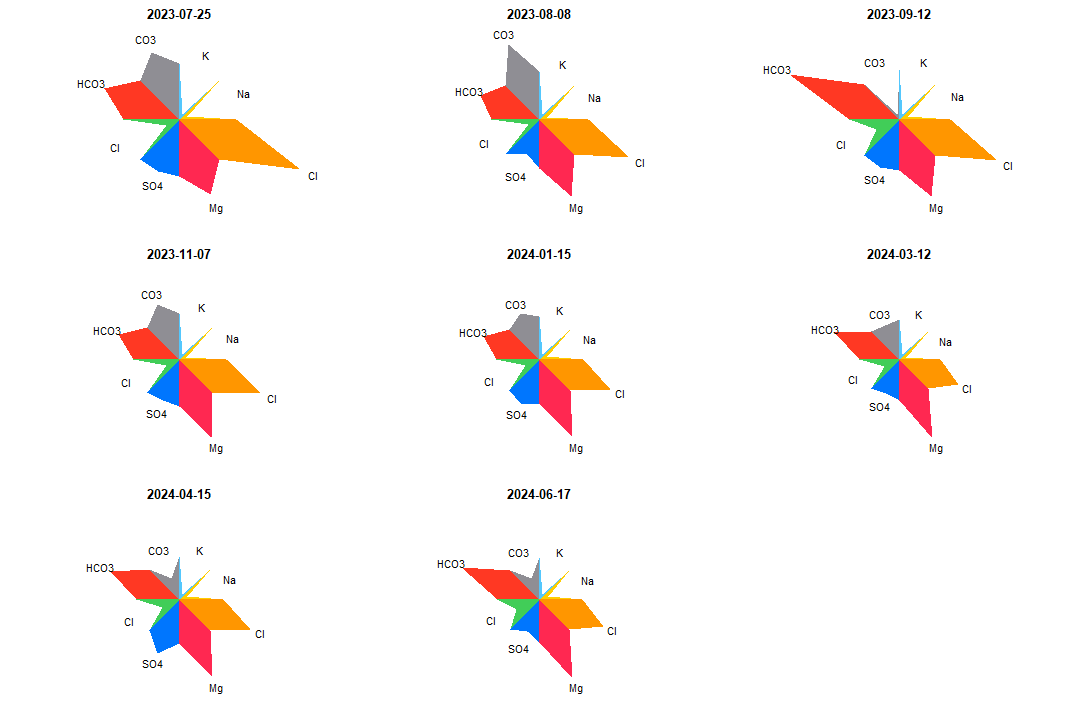 2023-07-25
CO3
K
HCO3
Na
Cl
Cl
SO4
Mg
2023-08-08
CO3
K
HCO3
Na
Cl
Cl
SO4
Mg
2023-09-12
CO3
K
HCO3
Na
Cl
Cl
SO4
Mg
2023-11-07
CO3
K
HCO3
Na
Cl
Cl
SO4
Mg
2024-01-15
CO3
K
HCO3
Na
Cl
Cl
SO4
Mg
2024-03-12
CO3
K
HCO3
Na
Cl
Cl
SO4
Mg
2024-04-15
CO3
K
HCO3
Na
Cl
Cl
SO4
Mg
2024-06-17
CO3
K
HCO3
Na
Cl
Cl
SO4
Mg